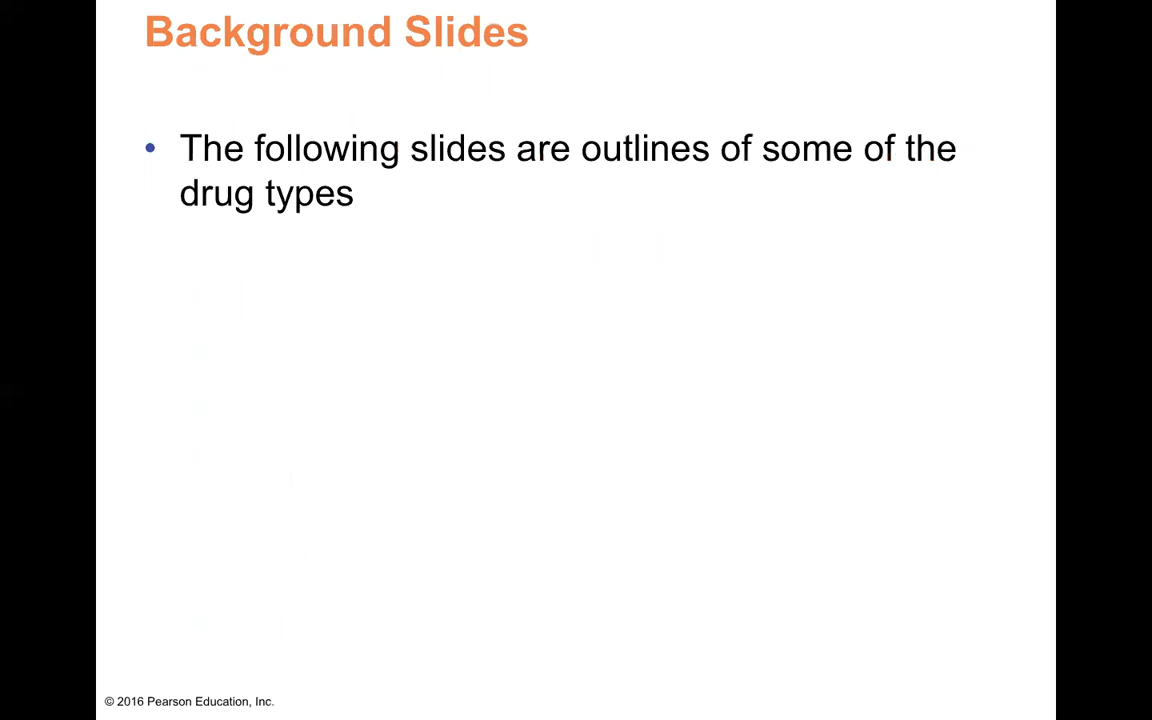 Background Slides
• The following slides are outlines of some of the
drug types
© 2016 Pearson Education, Inc.